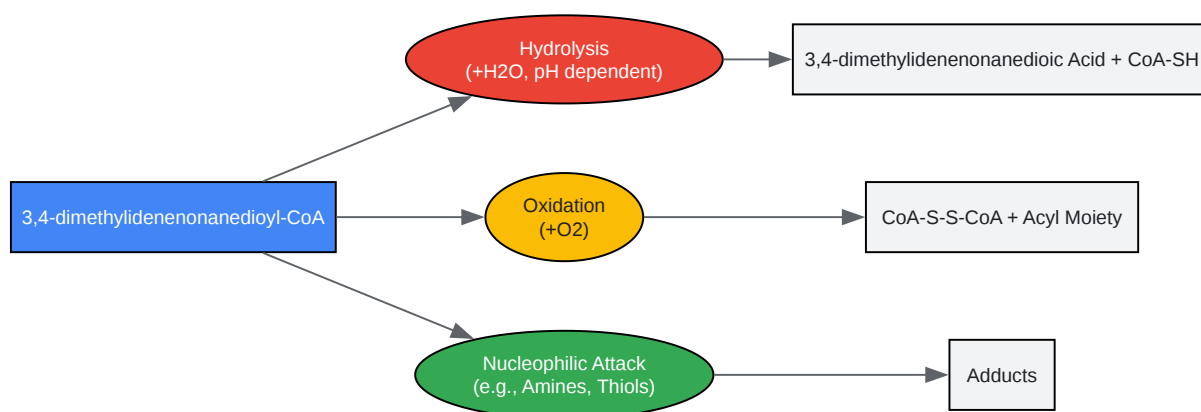 Hydrolysis
(+H2O, pH dependent)
3,4-dimethylidenenonanedioic Acid + CoA-SH
3,4-dimethylidenenonanedioyl-CoA
Oxidation
(+O2)
CoA-S-S-CoA + Acyl Moiety
Nucleophilic Attack
(e.g., Amines, Thiols)
Adducts